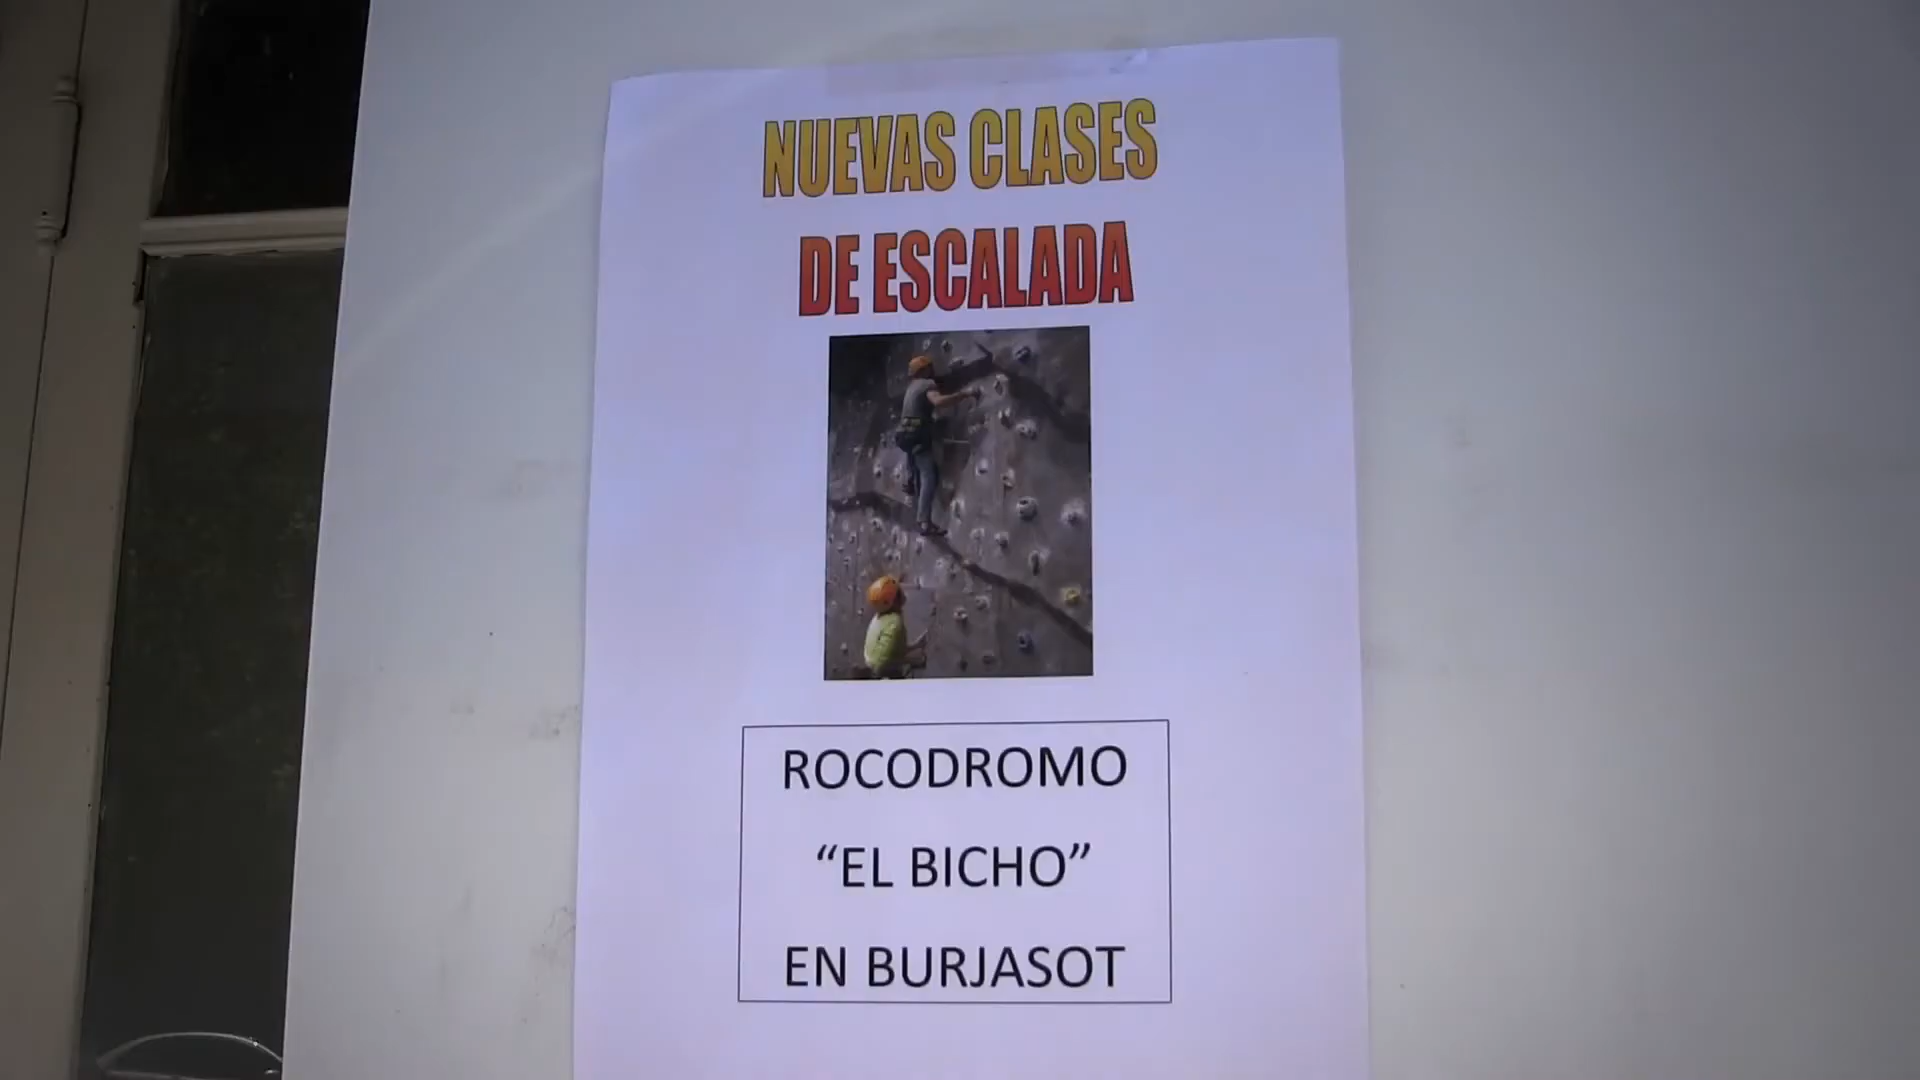 NUEVAS CLASES
DE ESCALADA
ROCODROMO
“EL BICHO”
EN BURJASOT